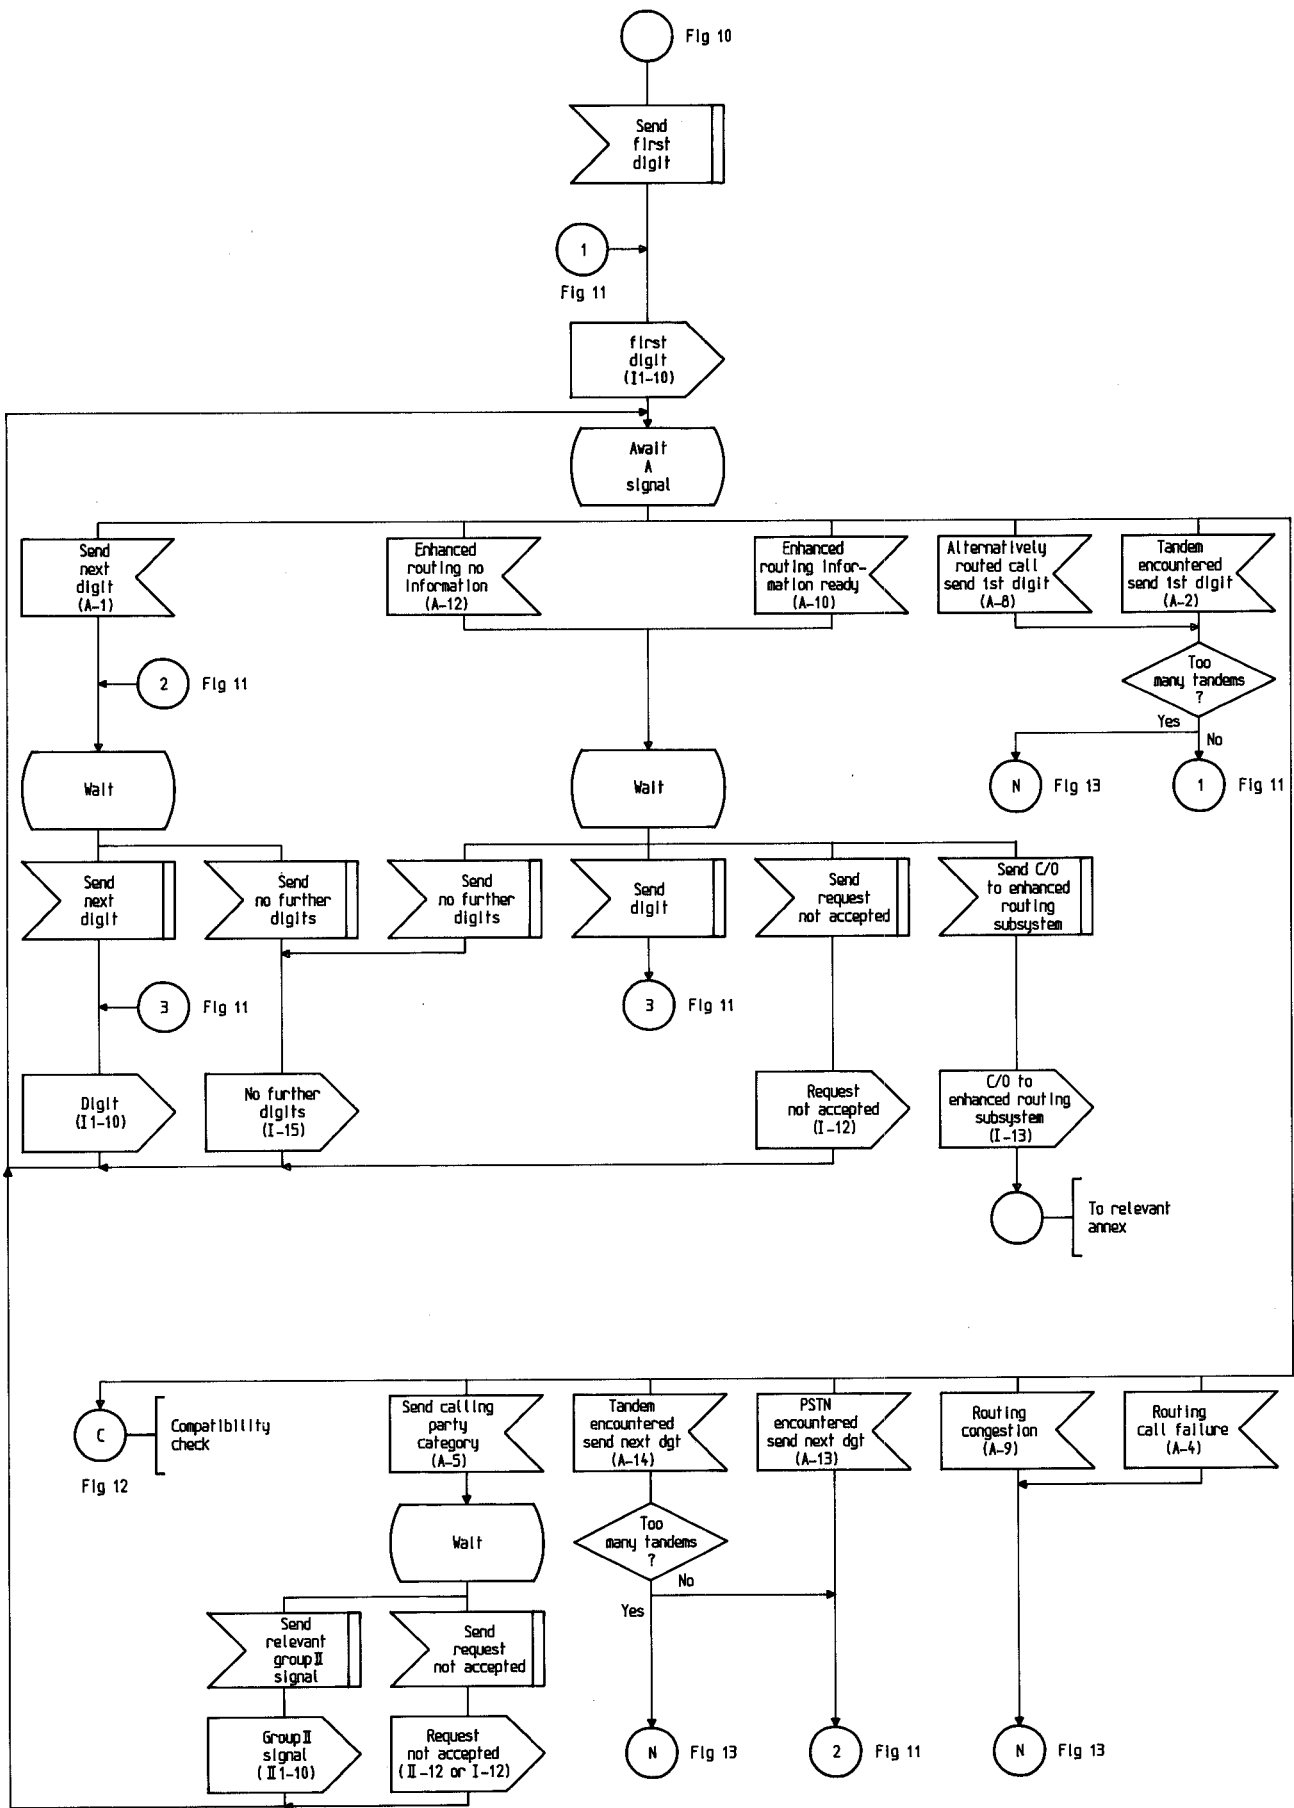 Fig 10
Send
first
digit
1
Fig 11
first
digit
(I1-10)
Await
A
signal
Send
next
digit
(A-1)
Enhanced
routing no
information
(A-12)
Enhanced
routing infor-
mation ready
(A-10)
Alternatively
routed call
send 1st digit
(A-8)
Tandem
encountered
send 1st digit
(A-2)
2
Fig 11
Too
many tandems
?
Yes
No
Wait
Wait
N
Fig 13
1
Fig 11
Send
next
digit
Send
no further
digits
Send
no further
digits
Send
digit
Send
request
not accepted
Send C/O
to enhanced
routing
subsystem
3
Fig 11
3
Fig 11
Digit
(I1-10)
No further
digits
(I-15)
Request
not accepted
(I-12)
C/O to
enhanced routing
subsystem
(I-13)
To relevant
annex
C
Compatibility
check
Fig 12
Send calling
party
category
(A-5)
Tandem
encountered
send next dgt
(A-14)
PSTN
encountered
send next dgt
(A-13)
Routing
congestion
(A-9)
Routing
call failure
(A-4)
Wait
Too
many tandems
?
No
Yes
Send
relevant
group II
signal
Send
request
not accepted
Group II
signal
(II1-10)
Request
not accepted
(II-12 or I-12)
N
Fig 13
2
Fig 11
N
Fig 13